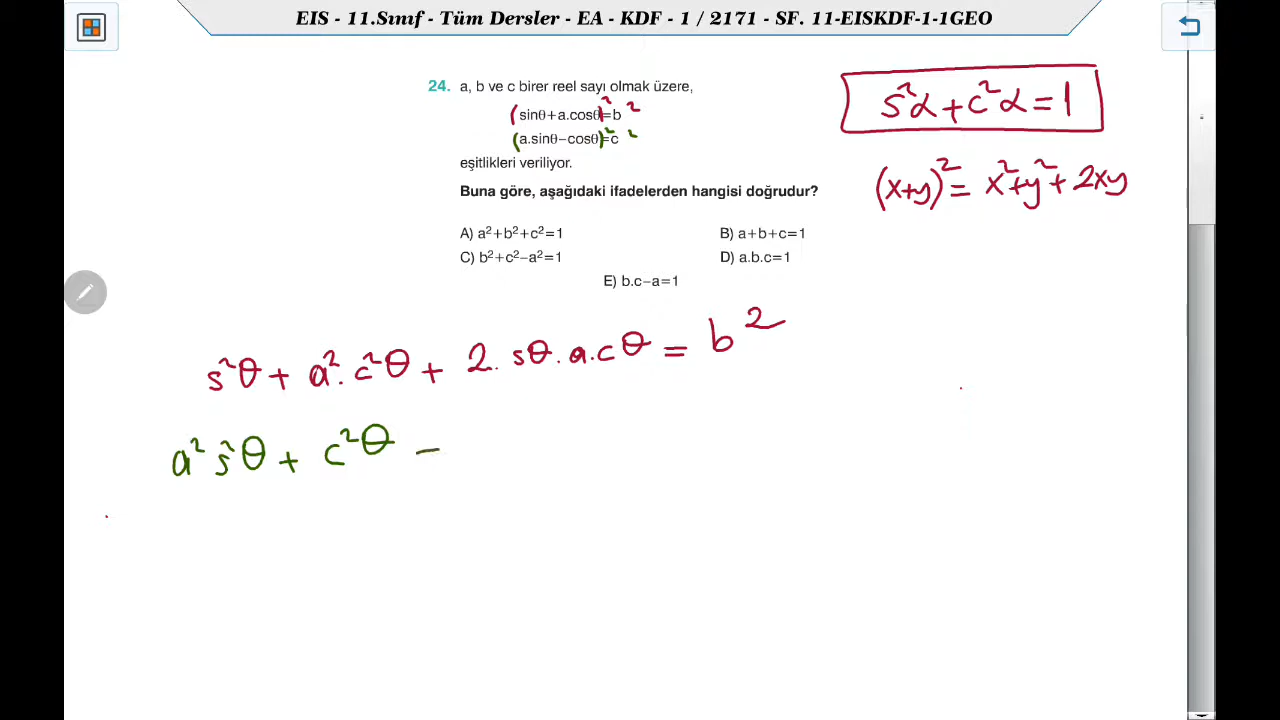 EIS - 11.Sınıf - Tüm Dersler - EA - KDF - 1 / 2171 - SF. 11-EISKDF-1-1GEO
24. a, b ve c birer reel sayı olmak üzere,
(sinθ+a.cosθ)²=b²
(a.sinθ−cosθ)²=c²
eşitlikleri veriliyor.
Buna göre, aşağıdaki ifadelerden hangisi doğrudur?
A) a²+b²+c²=1 B) a+b+c=1
C) b²+c²−a²=1 D) a.b.c=1
E) b.c−a=1
s²α+c²α=1
(x+y)²= x²+y²+2xy
s²θ+a².c²θ+2.sθ.a.cθ=b²
a²s²θ+c²θ−